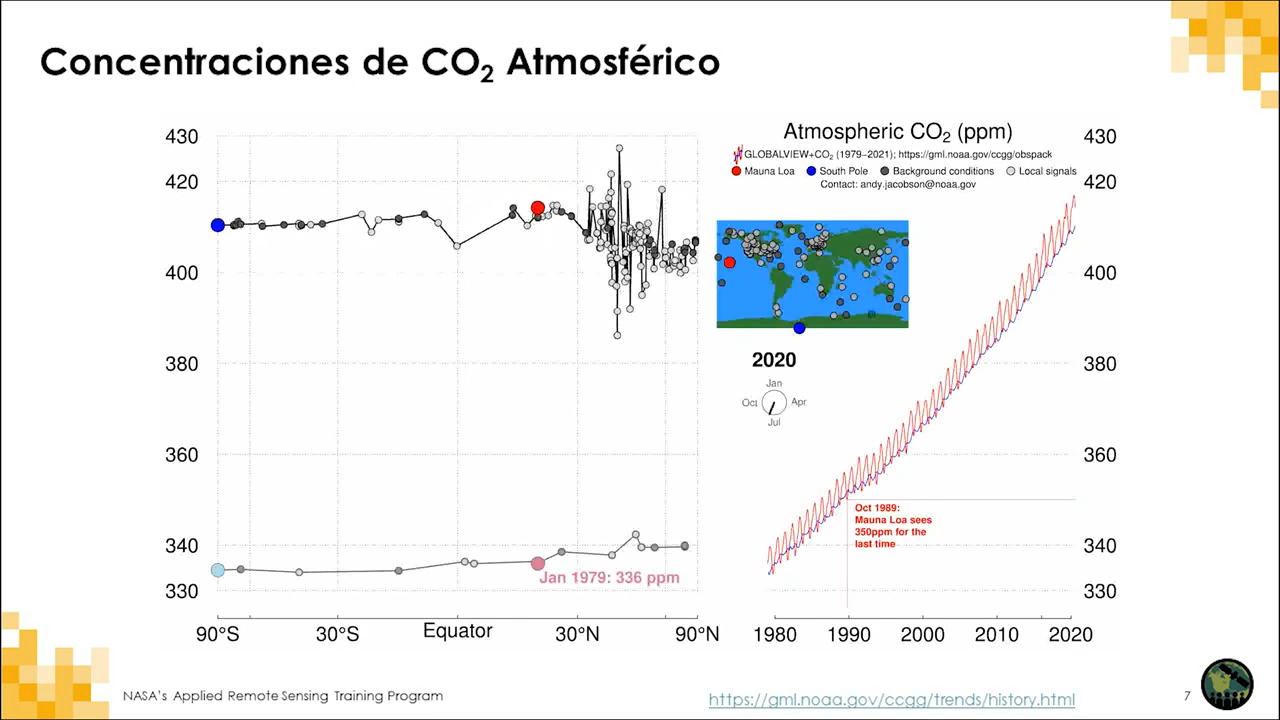 Concentraciones de CO₂ Atmosférico
430
420
400
380
360
340
330
90°S
30°S
Equator
30°N
90°N
Jan 1979: 336 ppm
Atmospheric CO₂ (ppm)
GLOBALVIEW+CO₂ (1979–2021); https://gml.noaa.gov/ccgg/obspack
Mauna Loa South Pole Background conditions Local signals
Contact: andy.jacobson@noaa.gov
2020
Jan
Oct Apr
Jul
Oct 1989:
Mauna Loa sees
350ppm for the
last time
430
420
400
380
360
340
330
1980 1990 2000 2010 2020
NASA's Applied Remote Sensing Training Program
https://gml.noaa.gov/ccgg/trends/history.html
7